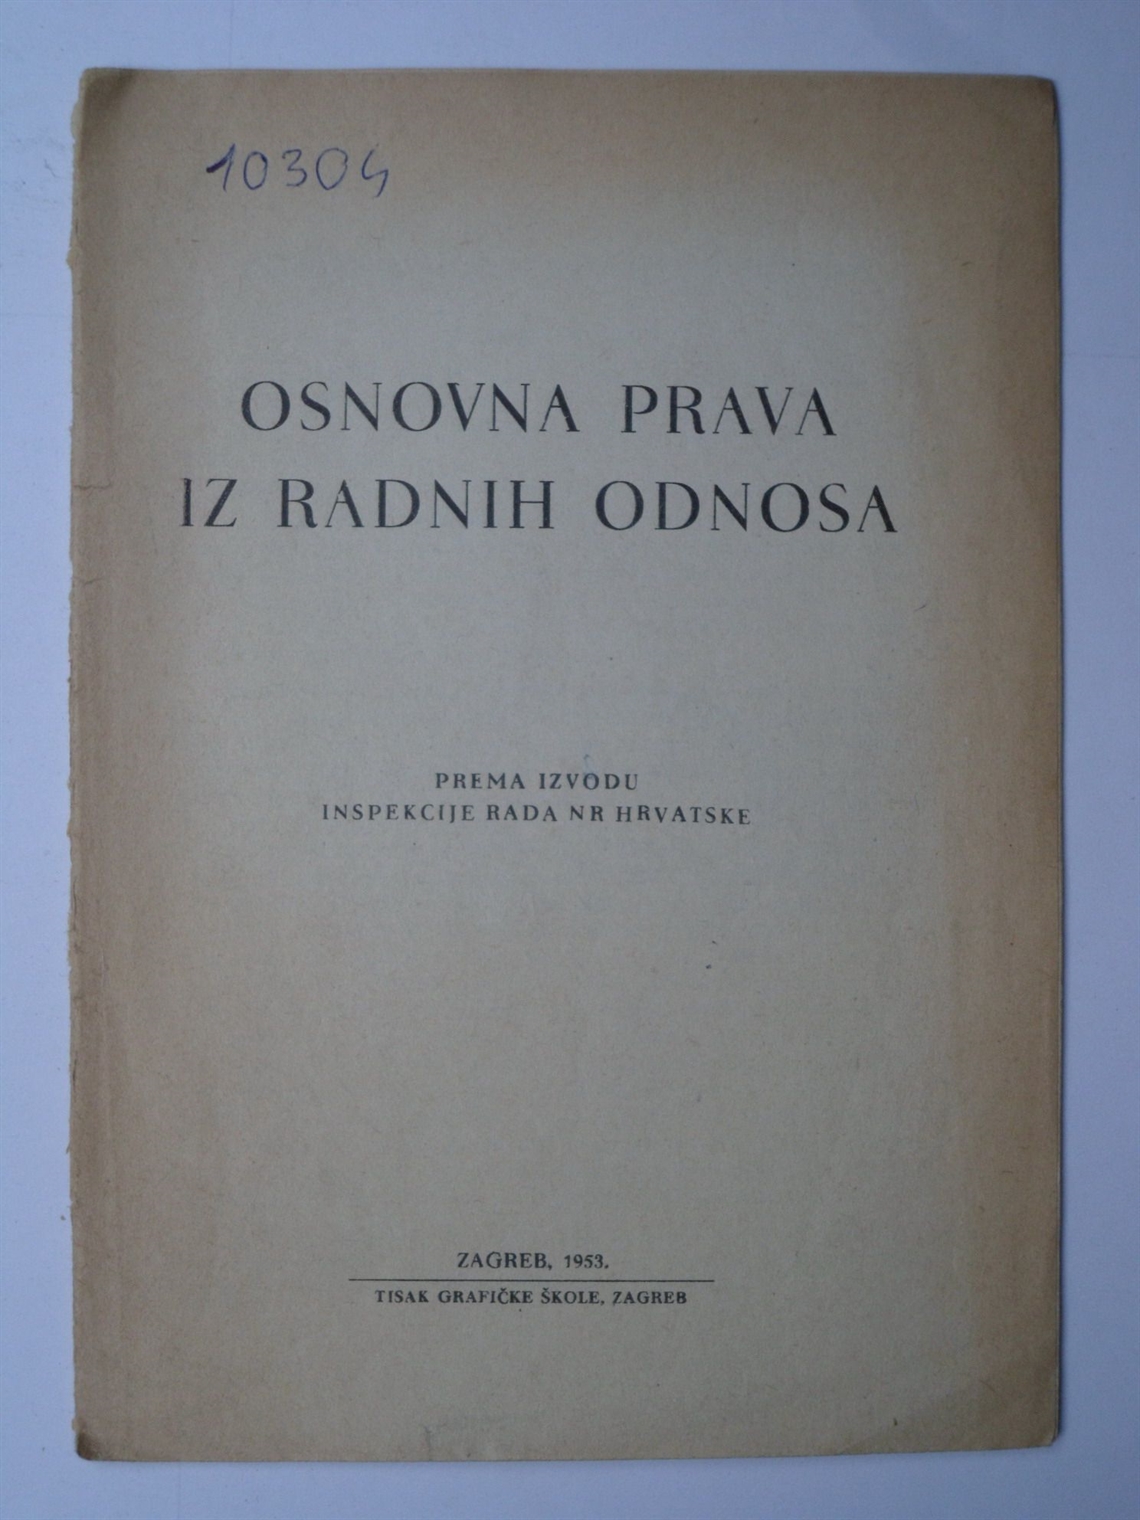 10304
OSNOVNA PRAVA
IZ RADNIH ODNOSA
PREMA IZVODU
INSPEKCIJE RADA NR HRVATSKE
ZAGREB, 1953.
TISAK GRAFIČKE ŠKOLE, ZAGREB